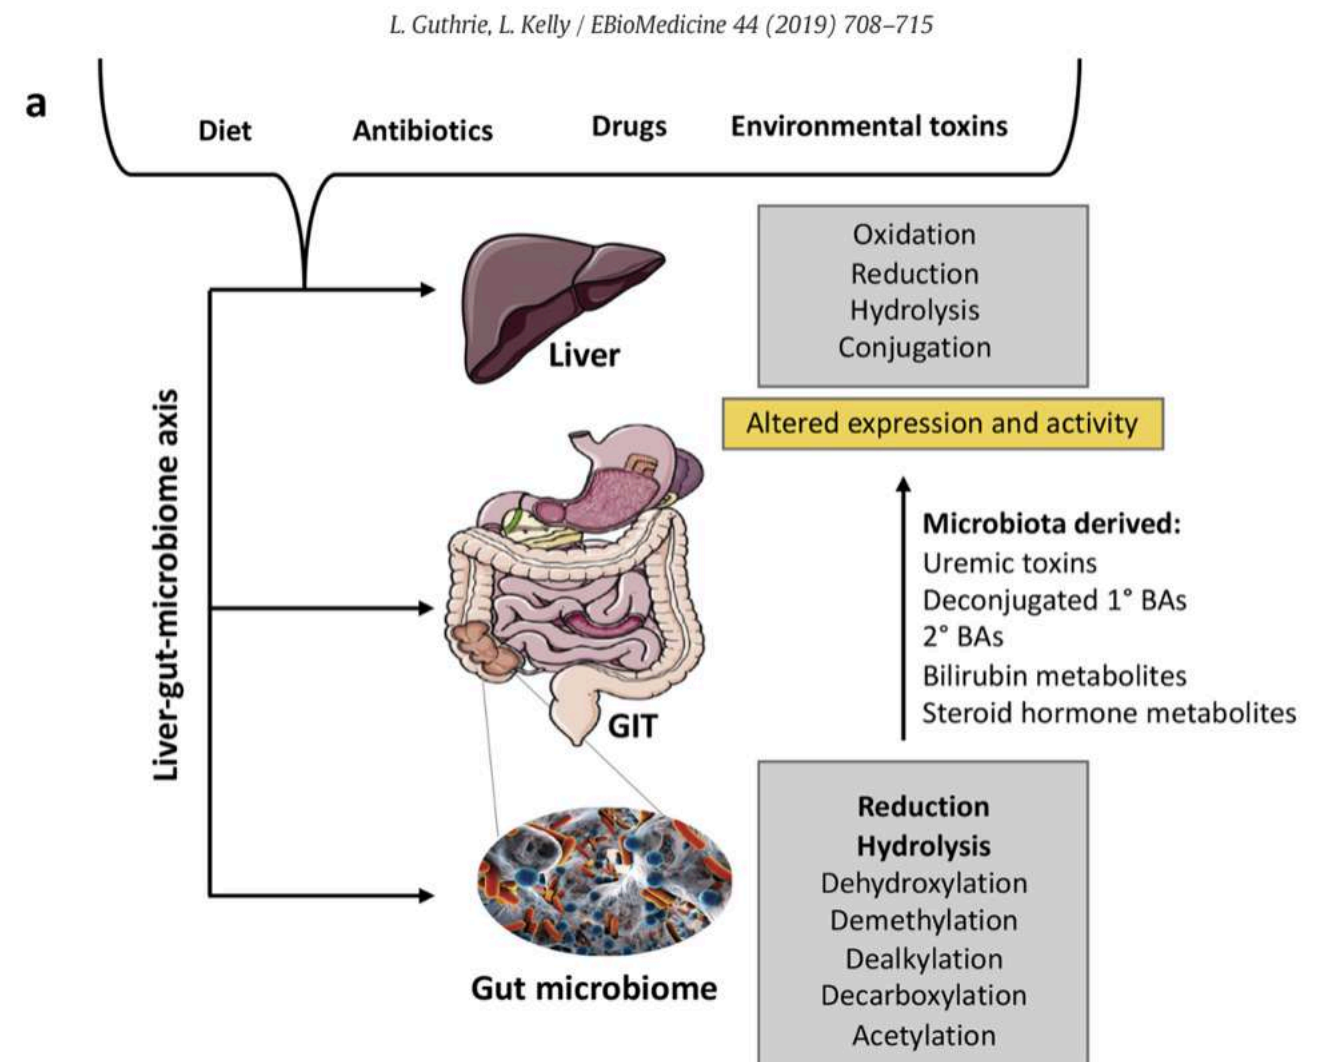 L. Guthrie, L. Kelly / EBioMedicine 44 (2019) 708–715
a
Diet Antibiotics Drugs Environmental toxins
Oxidation
Reduction
Hydrolysis
Conjugation
Liver
Altered expression and activity
Liver-gut-microbiome axis
Microbiota derived:
Uremic toxins
Deconjugated 1° BAs
2° BAs
Bilirubin metabolites
Steroid hormone metabolites
GIT
Reduction
Hydrolysis
Dehydroxylation
Demethylation
Dealkylation
Decarboxylation
Acetylation
Gut microbiome